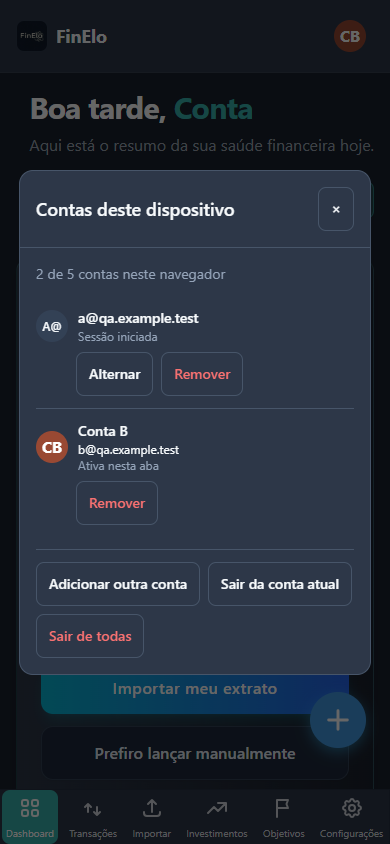 FinElo
FinElo
CB
Boa tarde, Conta
Aqui está o resumo da sua saúde financeira hoje.
Contas deste dispositivo
×
2 de 5 contas neste navegador
A@
a@qa.example.test
Sessão iniciada
Alternar
Remover
CB
Conta B
b@qa.example.test
Ativa nesta aba
Remover
Adicionar outra conta
Sair da conta atual
Sair de todas
Importar meu extrato
+
Prefiro lançar manualmente
Dashboard
Transações
Importar
Investimentos
Objetivos
Configurações